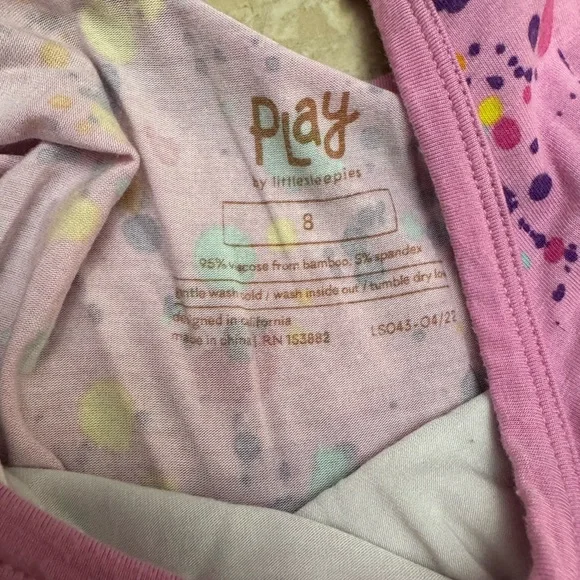 Play
by littlesleepies
8
95% viscose from bamboo, 5% spandex
gentle wash cold / wash inside out / tumble dry low
designed in california
made in china | RN 153882
LS043-04/22